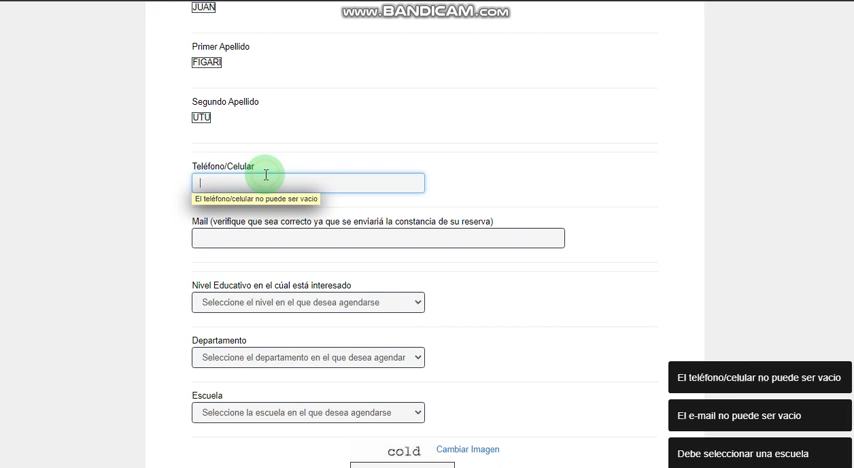 JUAN
www.BANDICAM.com
Primer Apellido
FIGARI
Segundo Apellido
UTU
Teléfono/Celular
El teléfono/celular no puede ser vacio
Mail (verifique que sea correcto ya que se enviariá la constancia de su reserva)
Nivel Educativo en el cúal está interesado
Seleccione el nivel en el que desea agendarse
Departamento
Seleccione el departamento en el que desea agendar
Escuela
Seleccione la escuela en el que desea agendarse
cold Cambiar Imagen
El teléfono/celular no puede ser vacio
El e-mail no puede ser vacio
Debe seleccionar una escuela